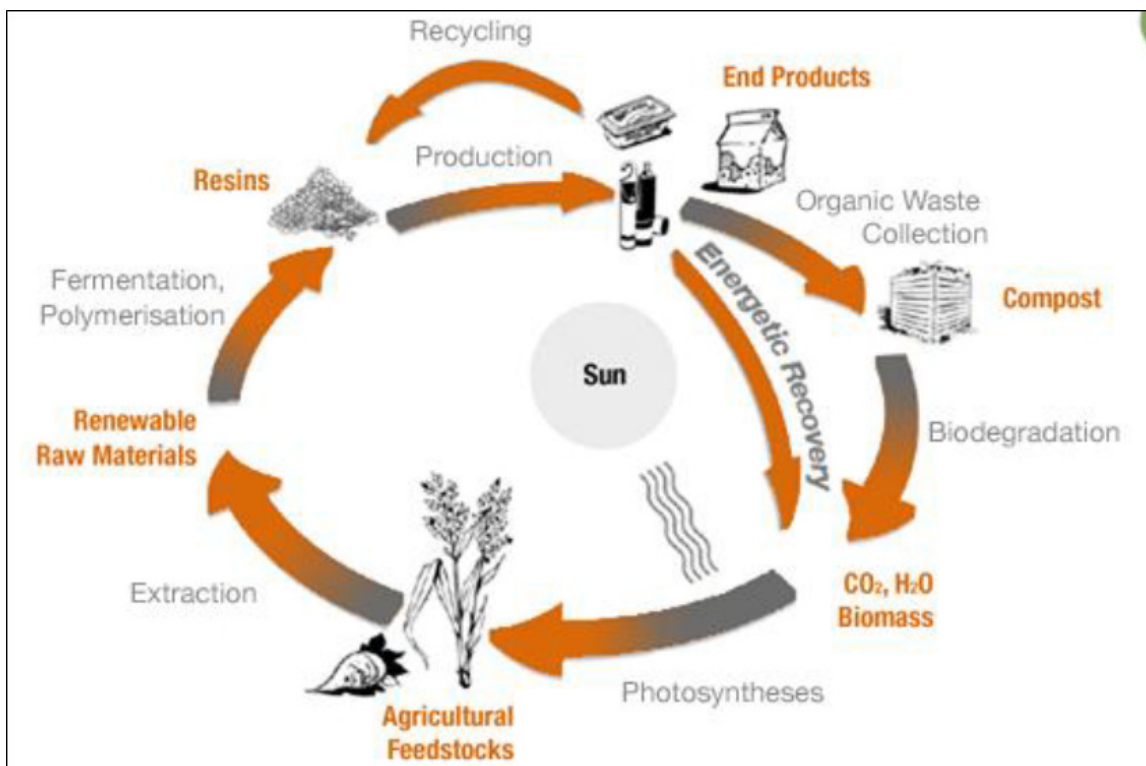 Recycling
End Products
Production
Resins
Organic Waste
Collection
Fermentation,
Polymerisation
Energetic Recovery
Compost
Sun
Renewable
Raw Materials
Biodegradation
Extraction
CO₂, H₂O
Biomass
Photosyntheses
Agricultural
Feedstocks